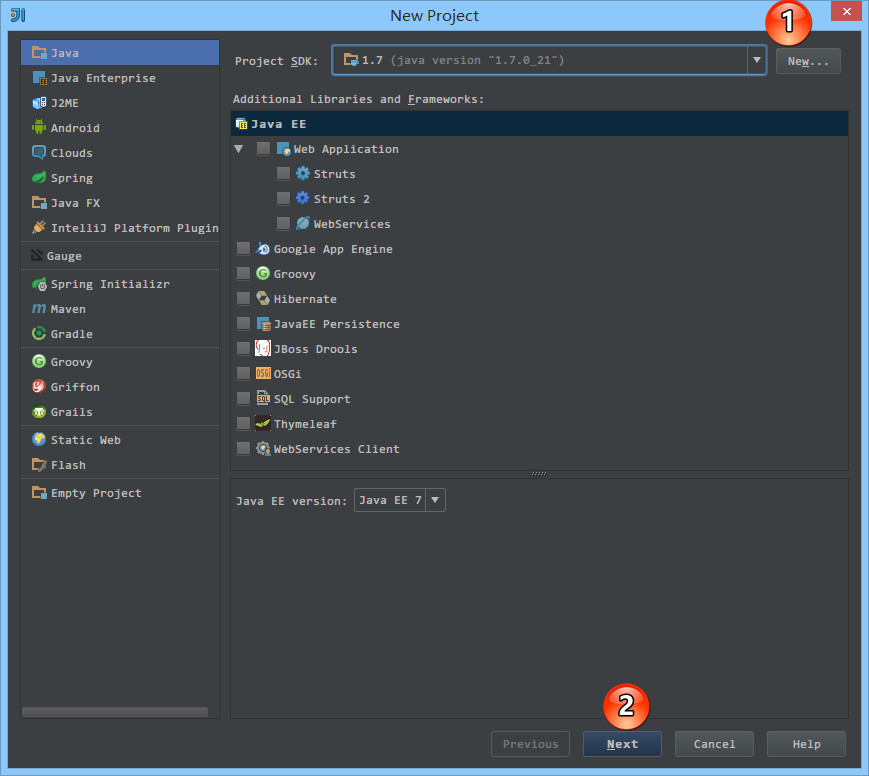 New Project
1
Java
Java Enterprise
J2ME
Android
Clouds
Spring
Java FX
IntelliJ Platform Plugin
Gauge
Spring Initializr
Maven
Gradle
Groovy
Griffon
Grails
Static Web
Flash
Empty Project
Project SDK: 1.7 (java version "1.7.0_21") New...
Additional Libraries and Frameworks:
Java EE
Web Application
Struts
Struts 2
WebServices
Google App Engine
Groovy
Hibernate
JavaEE Persistence
JBoss Drools
OSGi
SQL Support
Thymeleaf
WebServices Client
Java EE version: Java EE 7
2
Previous Next Cancel Help